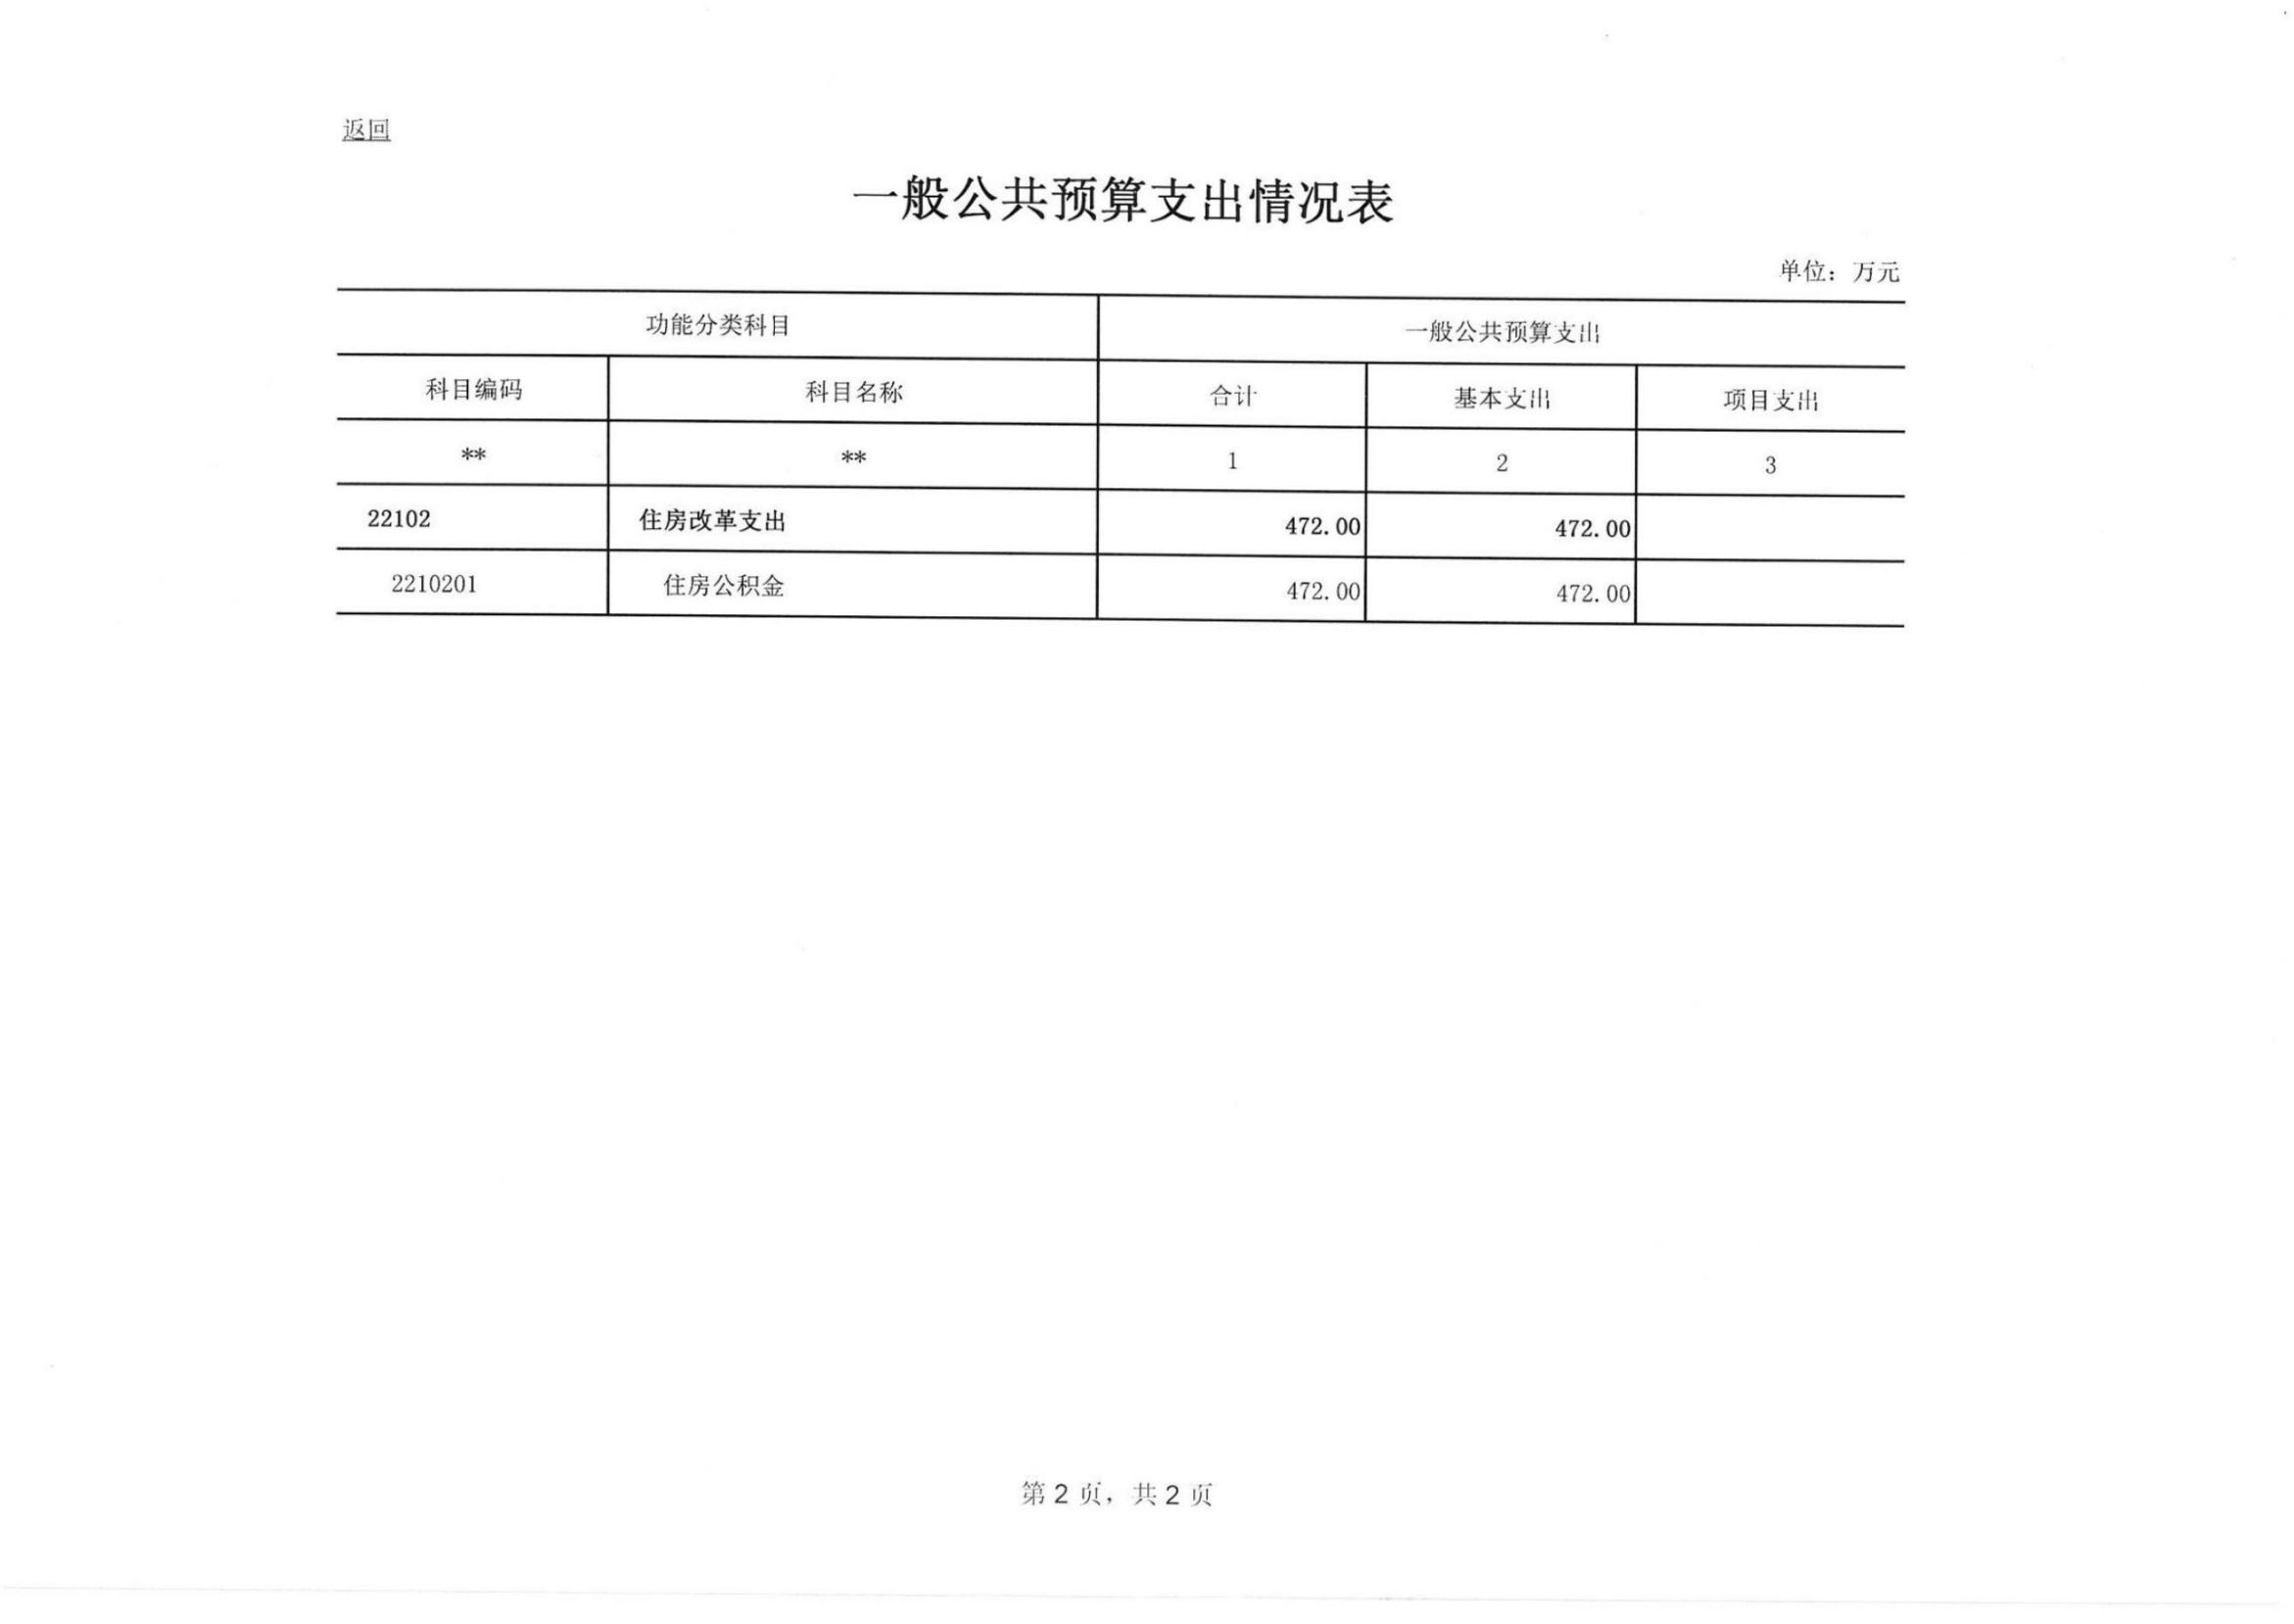 返回
一般公共预算支出情况表
单位：万元
功能分类科目 一般公共预算支出
科目编码 科目名称 合计 基本支出 项目支出
** ** 1 2 3
22102 住房改革支出 472.00 472.00
2210201 住房公积金 472.00 472.00
第 2 页，共 2 页